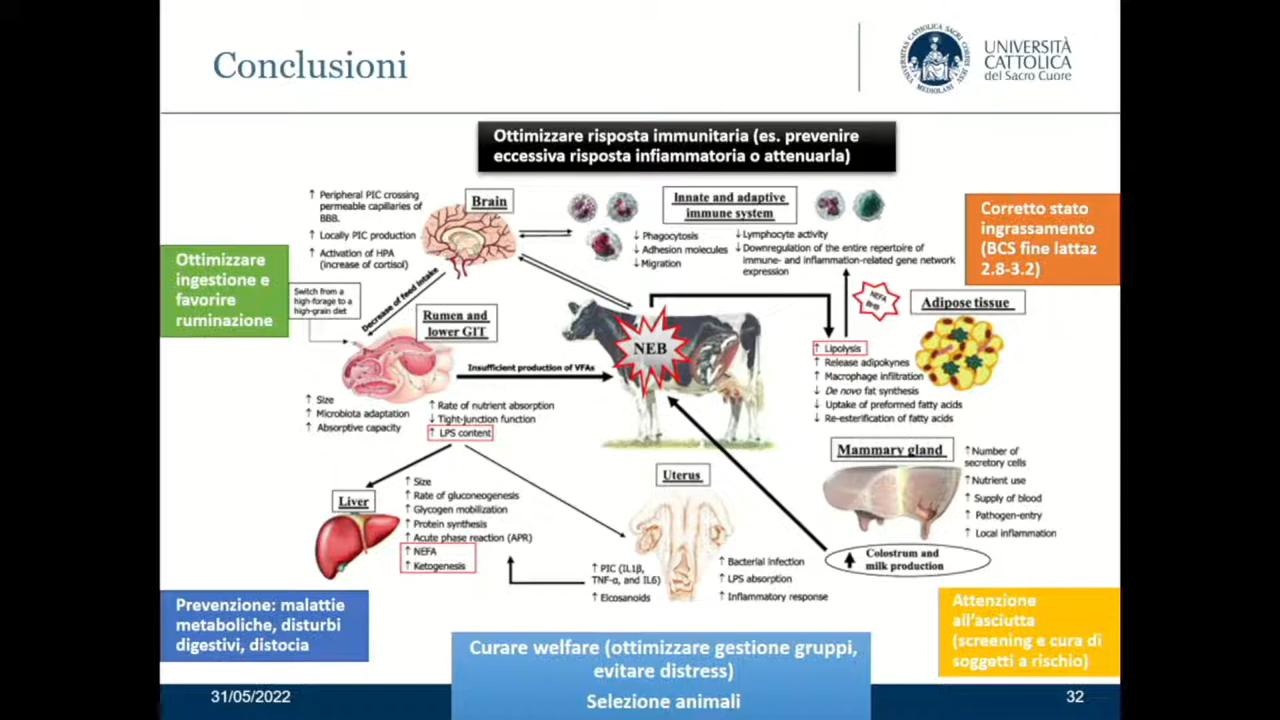 Conclusioni
UNIVERSITÀ
CATTOLICA
del Sacro Cuore
Ottimizzare risposta immunitaria (es. prevenire
eccessiva risposta infiammatoria o attenuarla)
↑ Peripheral PIC crossing
permeable capillaries of
BBB.
↑ Locally PIC production
↑ Activation of HPA
(increase of cortisol)
Brain
Innate and adaptive
immune system
↓ Phagocytosis
↓ Adhesion molecules
↓ Migration
↓ Lymphocyte activity
↓ Downregulation of the entire repertoire of
immune- and inflammation-related gene network
expression
Corretto stato
ingrassamento
(BCS fine lattaz
2.8-3.2)
Ottimizzare
ingestione e
favorire
ruminazione
Switch from a
high-forage to a
high-grain diet
Decrease of feed intake
Rumen and
lower GIT
NEFA
BHB
Adipose tissue
NEB
Insufficient production of VFAs
↑ Lipolysis
↑ Release adipokynes
↑ Macrophage infiltration
↓ De novo fat synthesis
↓ Uptake of preformed fatty acids
↓ Re-esterification of fatty acids
↑ Size
↑ Microbiota adaptation
↑ Absorptive capacity
↑ Rate of nutrient absorption
↓ Tight-junction function
↑ LPS content
Mammary gland
↑ Number of
secretory cells
↑ Nutrient use
↑ Supply of blood
↑ Pathogen-entry
↑ Local inflammation
Uterus
Liver
↑ Size
↑ Rate of gluconeogenesis
↑ Glycogen mobilization
↑ Protein synthesis
↑ Acute phase reaction (APR)
↑ NEFA
↑ Ketogenesis
↑ PIC (IL1β,
TNF-α, and IL6)
↑ Eicosanoids
↑ Bacterial infection
↑ LPS absorption
↑ Inflammatory response
↑ Colostrum and
milk production
Prevenzione: malattie
metaboliche, disturbi
digestivi, distocia
Curare welfare (ottimizzare gestione gruppi,
evitare distress)
Selezione animali
Attenzione
all'asciutta
(screening e cura di
soggetti a rischio)
31/05/2022
32